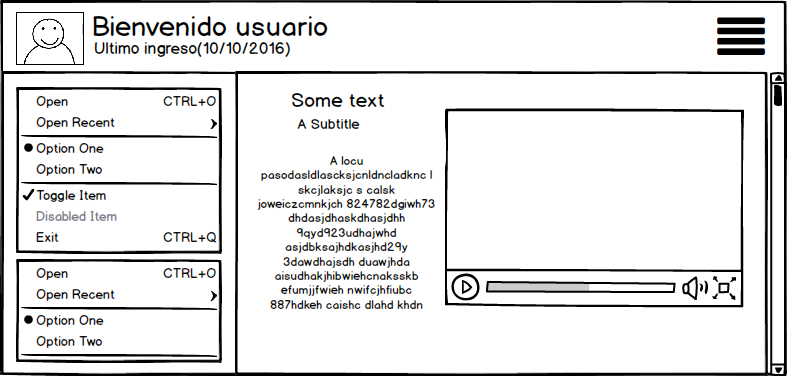 Bienvenido usuario
Ultimo ingreso(10/10/2016)
Open CTRL+O
Open Recent
Option One
Option Two
Toggle Item
Disabled Item
Exit CTRL+Q
Open CTRL+O
Open Recent
Option One
Option Two
Some text
A Subtitle
A locu
pasodasldlascksjcnldncladknc l
skcjlaksjc s calsk
joweiczcmnkjch 824782dgiwh73
dhdasjdhaskdhasjdhh
9qyd923udhajwhd
asjdbksajhdkasjhd29y
3dawdhajsdh duawjhda
aisudhakjhibwiehcnaksskb
efumjjfwieh nwifcjhfiubc
887hdkeh caishc dlahd khdn